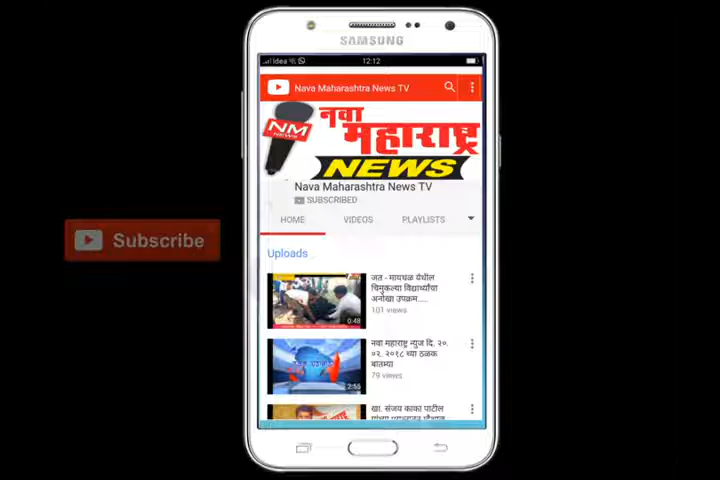 SAMSUNG
Idea
12:12
Nava Maharashtra News TV
NM
NEWS
नवा
महाराष्ट्र
NEWS
Nava Maharashtra News TV
SUBSCRIBED
HOME VIDEOS PLAYLISTS
Subscribe
Uploads
जत - मायथळ येथील
चिमुकल्या विद्यार्थ्यांचा
अनोखा उपक्रम.....
101 views
0:48
नवा महाराष्ट्र न्युज दि. २०.
०२. २०१८ च्या ठळक
बातम्या
79 views
2:55
खा. संजय काका पाटील